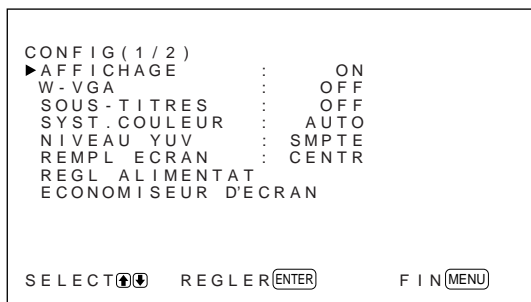 CONFIG(1/2)
▶AFFICHAGE : ON
W-VGA : OFF
SOUS-TITRES : OFF
SYST.COULEUR : AUTO
NIVEAU YUV : SMPTE
REMPL ECRAN : CENTR
REGL ALIMENTAT
ECONOMISEUR D'ECRAN
SELECT REGLER ENTER FIN MENU